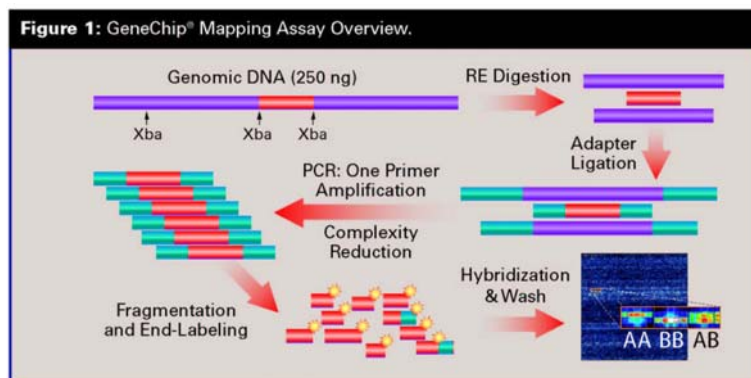 Figure 1: GeneChip® Mapping Assay Overview.
Genomic DNA (250 ng)
RE Digestion
Xba
Xba
Xba
Adapter
Ligation
PCR: One Primer
Amplification
Complexity
Reduction
Fragmentation
and End-Labeling
Hybridization
& Wash
AA BB AB